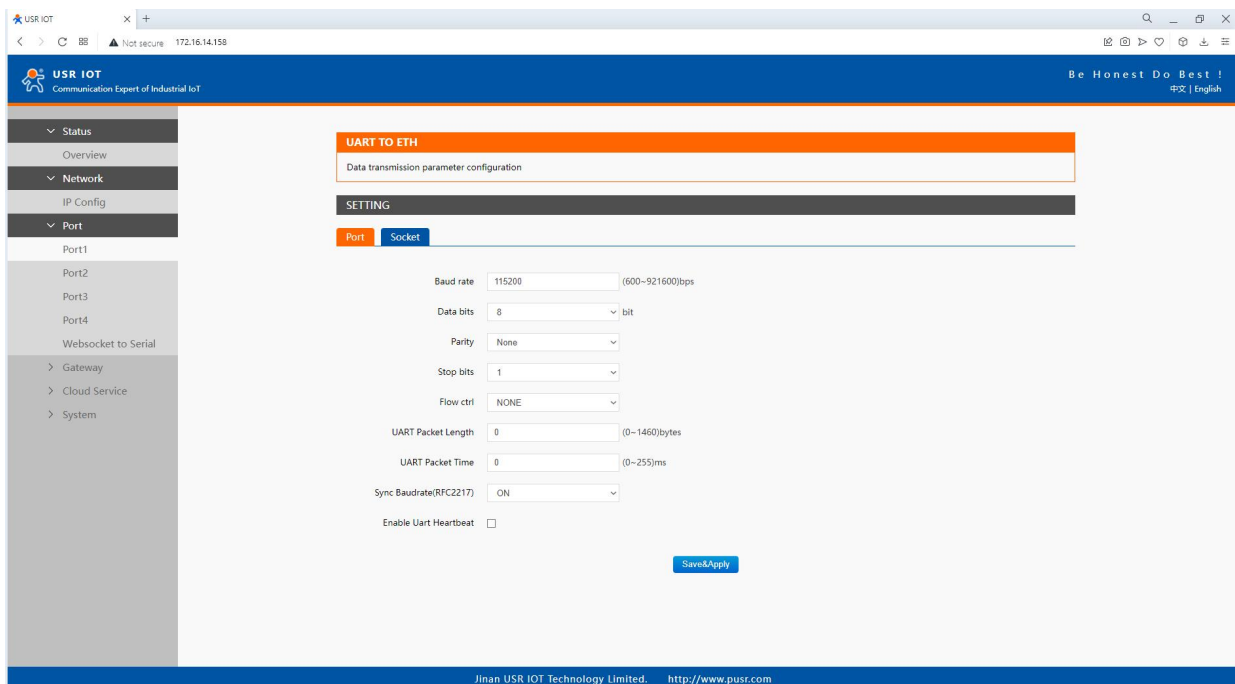 USR IOT
Not secure 172.16.14.158
USR IOT
Communication Expert of Industrial IoT
Be Honest Do Best !
中文 | English
Status
Overview
Network
IP Config
Port
Port1
Port2
Port3
Port4
Websocket to Serial
Gateway
Cloud Service
System
UART TO ETH
Data transmission parameter configuration
SETTING
Port Socket
Baud rate 115200 (600~921600)bps
Data bits 8 bit
Parity None
Stop bits 1
Flow ctrl NONE
UART Packet Length 0 (0~1460)bytes
UART Packet Time 0 (0~255)ms
Sync Baudrate(RFC2217) ON
Enable Uart Heartbeat
Save&Apply
Jinan USR IOT Technology Limited. http://www.pusr.com